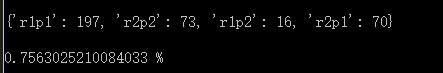 {'r1p1': 197, 'r2p2': 73, 'r1p2': 16, 'r2p1': 70}
0.7563025210084033 %